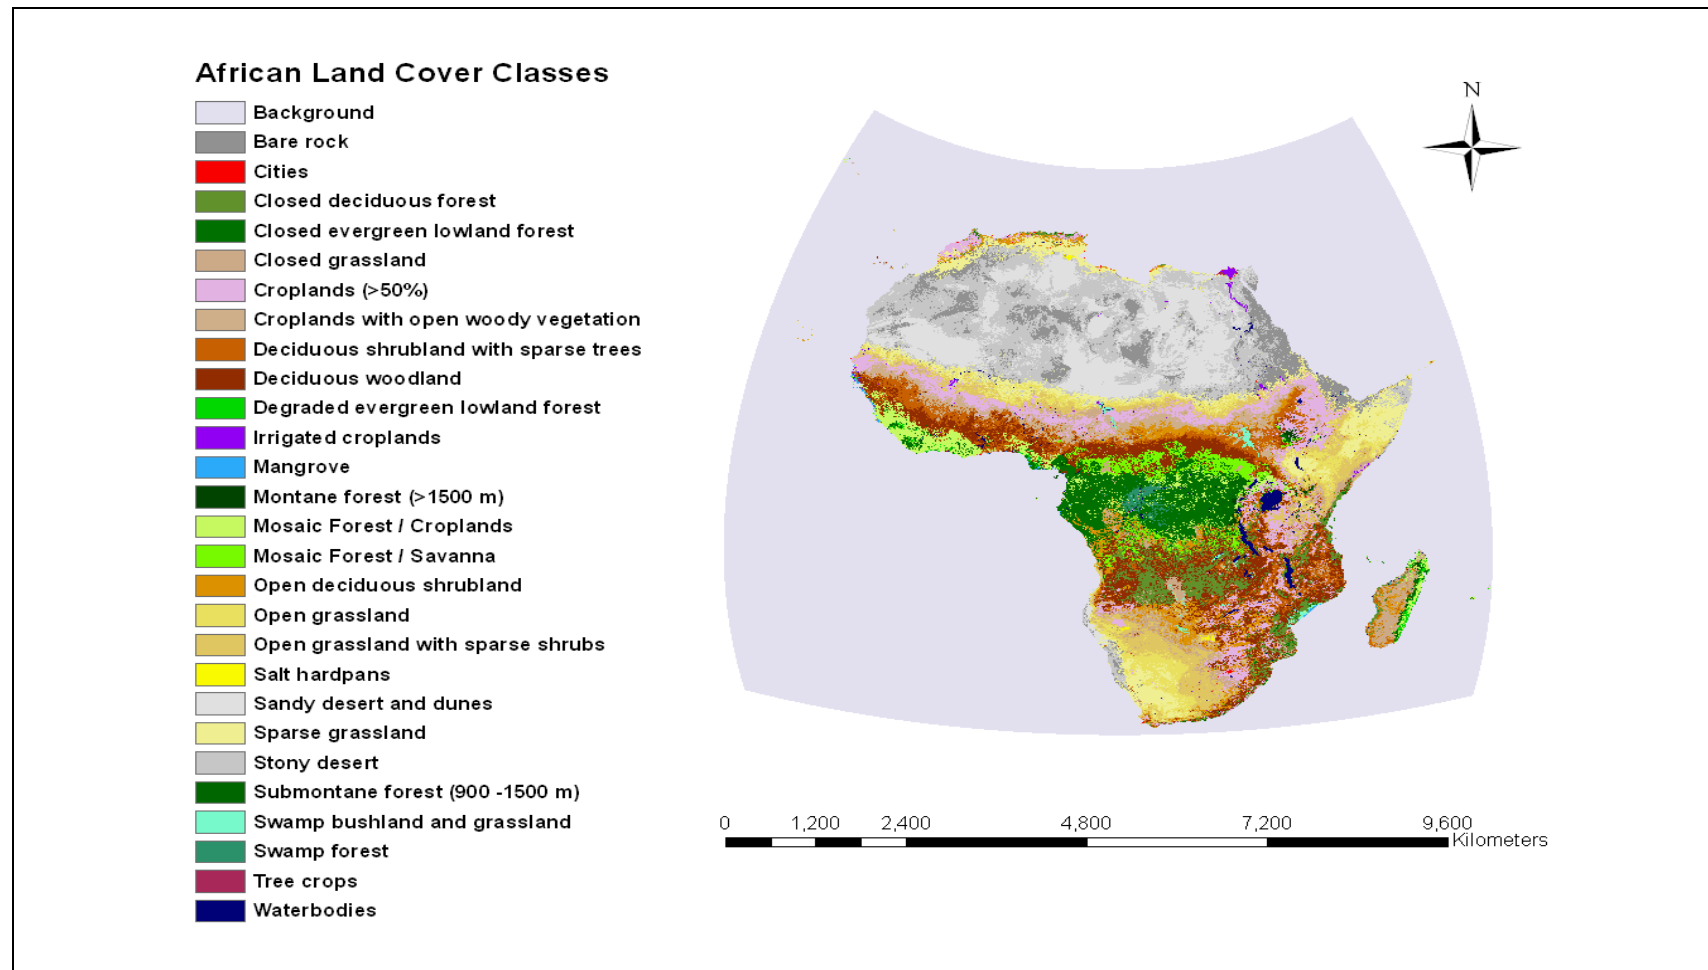 African Land Cover Classes
Background
Bare rock
Cities
Closed deciduous forest
Closed evergreen lowland forest
Closed grassland
Croplands (>50%)
Croplands with open woody vegetation
Deciduous shrubland with sparse trees
Deciduous woodland
Degraded evergreen lowland forest
Irrigated croplands
Mangrove
Montane forest (>1500 m)
Mosaic Forest / Croplands
Mosaic Forest / Savanna
Open deciduous shrubland
Open grassland
Open grassland with sparse shrubs
Salt hardpans
Sandy desert and dunes
Sparse grassland
Stony desert
Submontane forest (900 -1500 m)
Swamp bushland and grassland
Swamp forest
Tree crops
Waterbodies
N
0 1,200 2,400 4,800 7,200 9,600
Kilometers